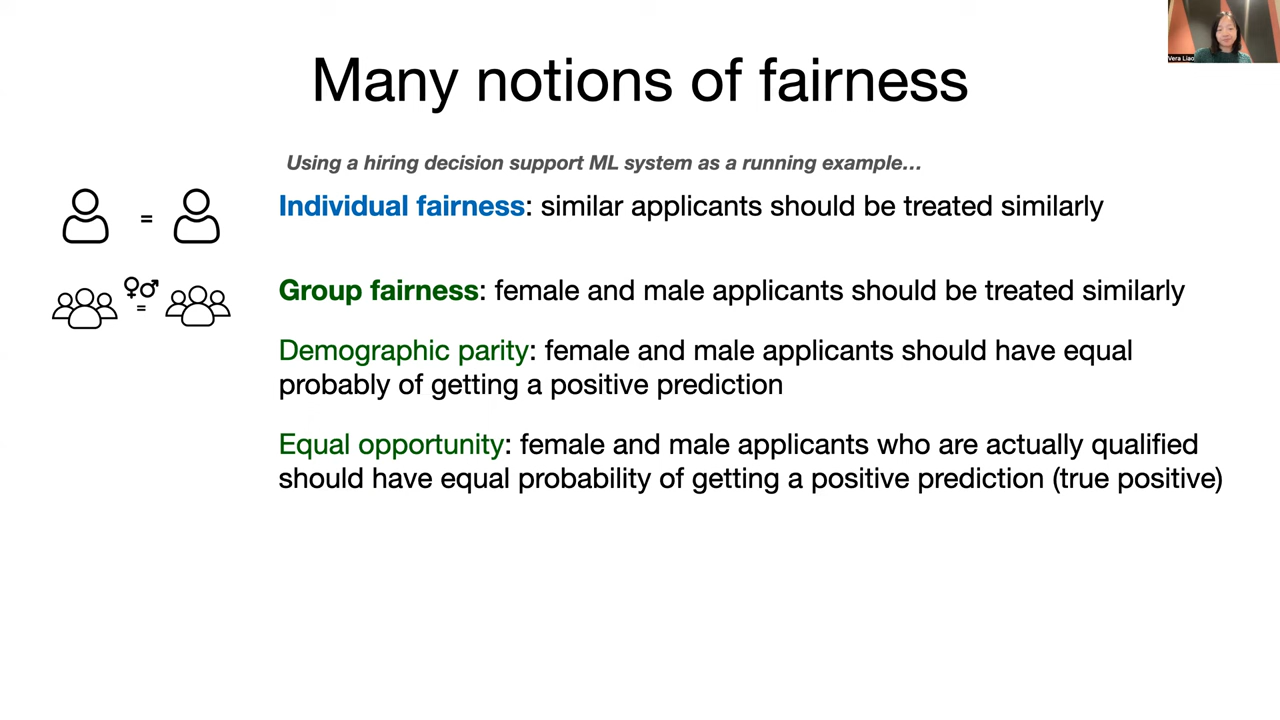 Vera Liao
Many notions of fairness
Using a hiring decision support ML system as a running example…
=
Individual fairness: similar applicants should be treated similarly
♀♂
=
Group fairness: female and male applicants should be treated similarly
Demographic parity: female and male applicants should have equal
probably of getting a positive prediction
Equal opportunity: female and male applicants who are actually qualified
should have equal probability of getting a positive prediction (true positive)